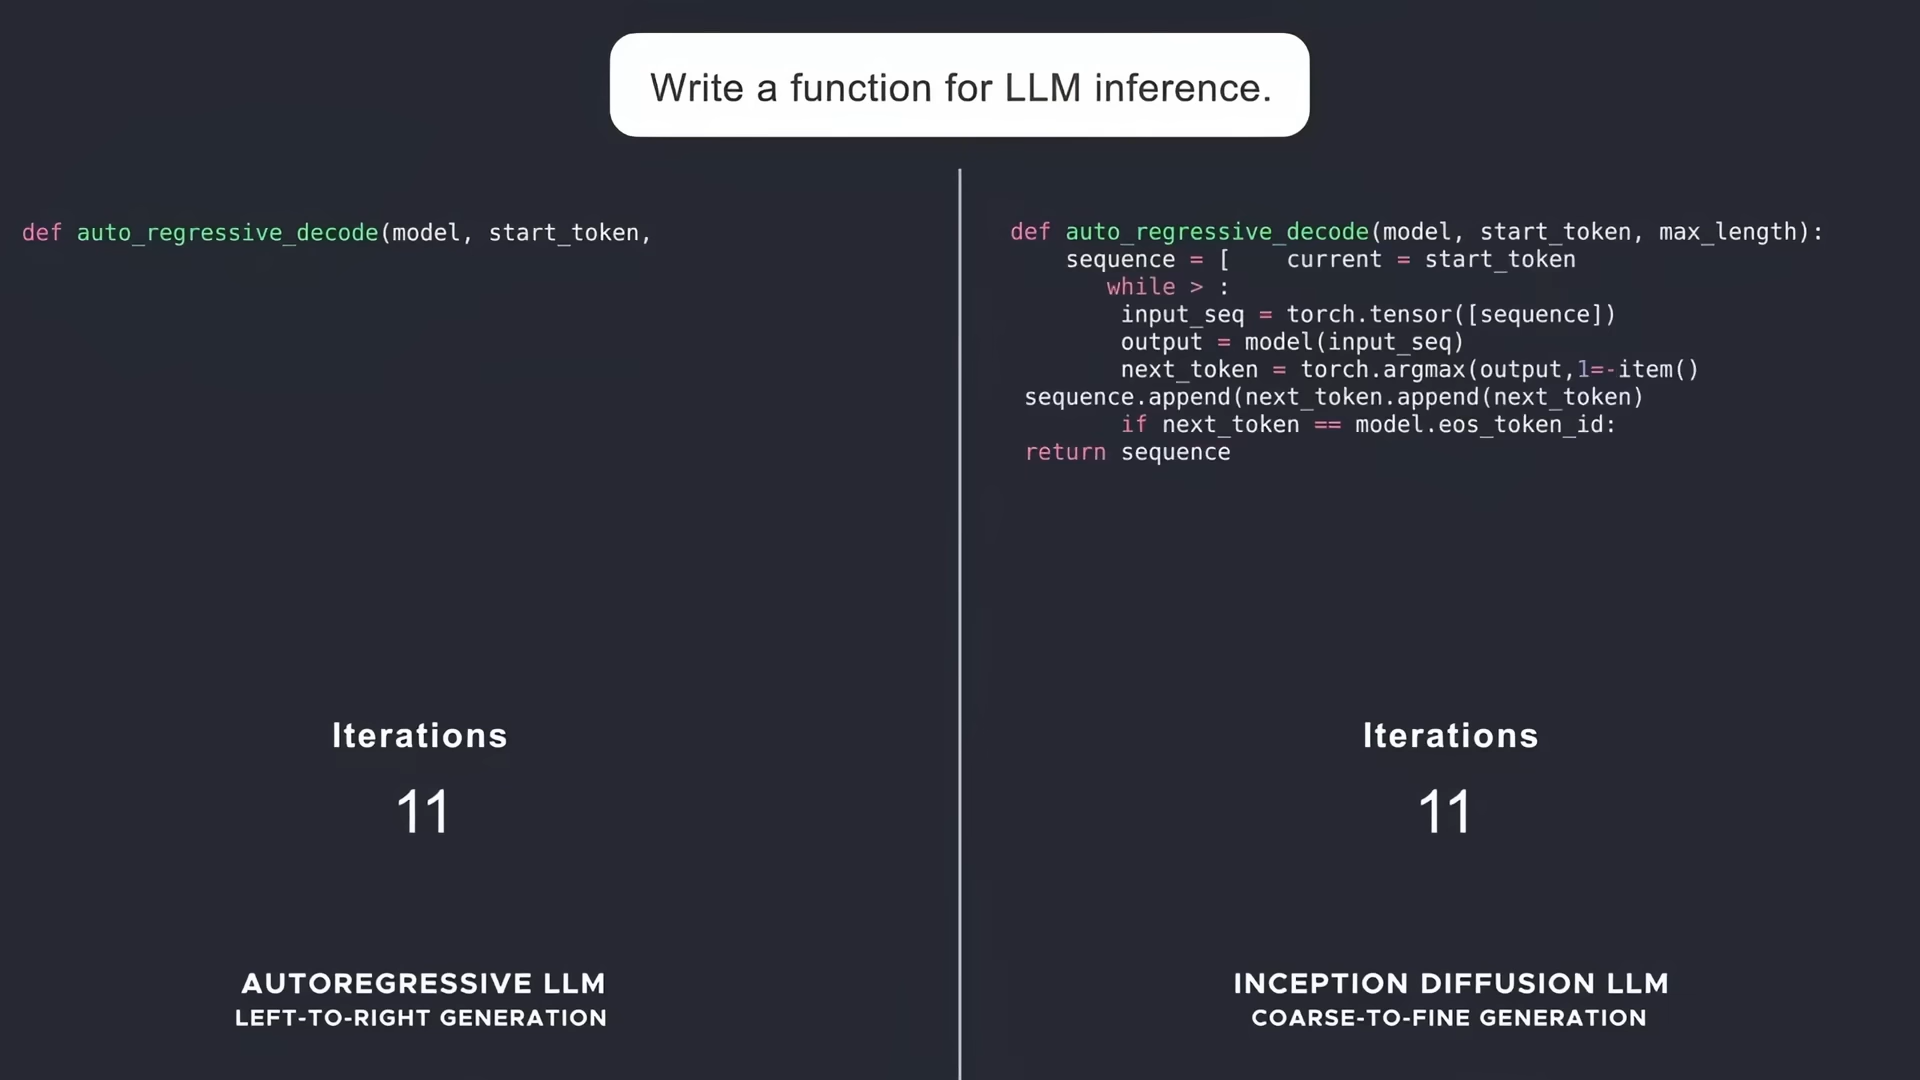 Write a function for LLM inference.
def auto_regressive_decode(model, start_token,
Iterations
11
AUTOREGRESSIVE LLM
LEFT-TO-RIGHT GENERATION
def auto_regressive_decode(model, start_token, max_length):
    sequence = [    current = start_token
       while > :
        input_seq = torch.tensor([sequence])
        output = model(input_seq)
        next_token = torch.argmax(output,1=-item()
 sequence.append(next_token.append(next_token)
        if next_token == model.eos_token_id:
 return sequence
Iterations
11
INCEPTION DIFFUSION LLM
COARSE-TO-FINE GENERATION